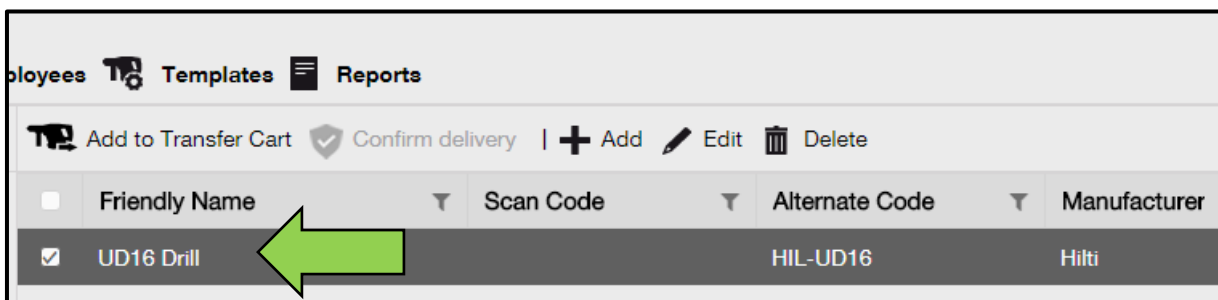 Templates Reports
Add to Transfer Cart Confirm delivery | Add Edit Delete
Friendly Name Scan Code Alternate Code Manufacturer
UD16 Drill HIL-UD16 Hilti